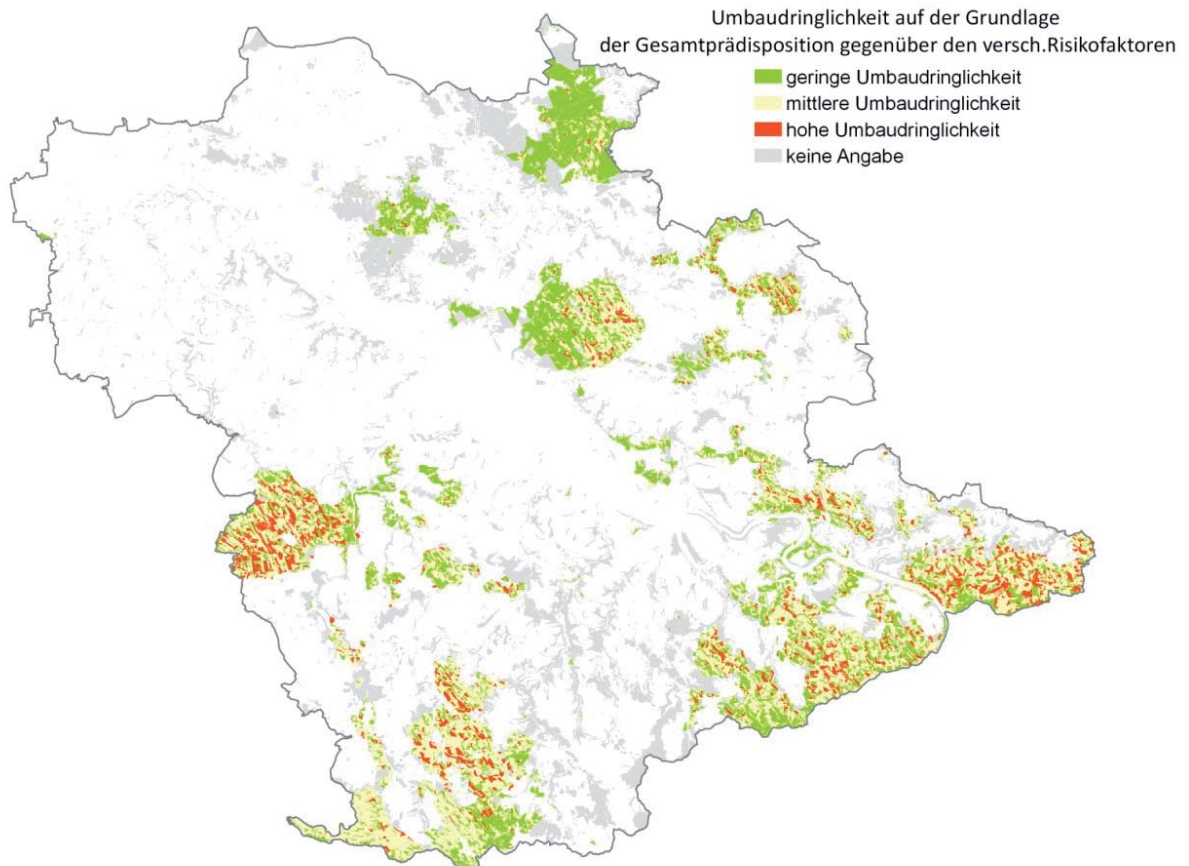 Umbaudringlichkeit auf der Grundlage
der Gesamtprädisposition gegenüber den versch.Risikofaktoren
geringe Umbaudringlichkeit
mittlere Umbaudringlichkeit
hohe Umbaudringlichkeit
keine Angabe